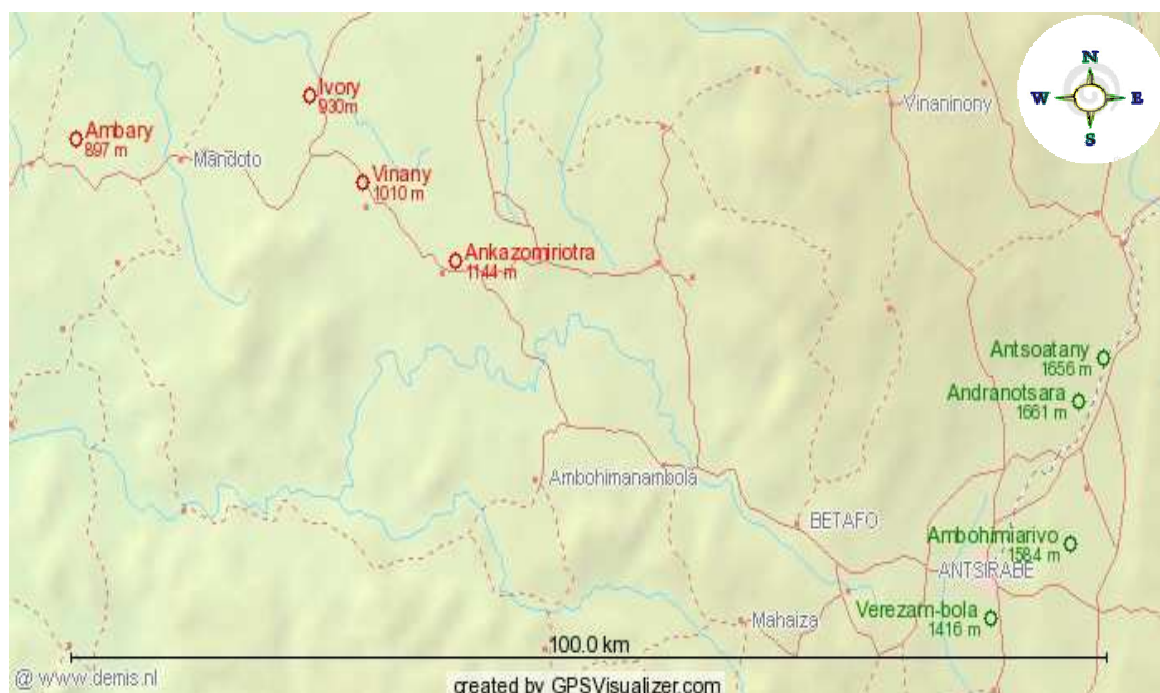 N
W E
S
Ivory
930m
Ambary
897 m
Mandoto
Vinaninony
Vinany
1010 m
Ankazomiriotra
1144 m
Antsoatany
1656 m
Andranotsara
1661 m
Ambohimanambola
BETAFO
Ambohimiarivo
1584 m
ANTSIRABE
Verezam-bola
1416 m
Mahaiza
100.0 km
@ www.demis.nl
created by GPSVisualizer.com